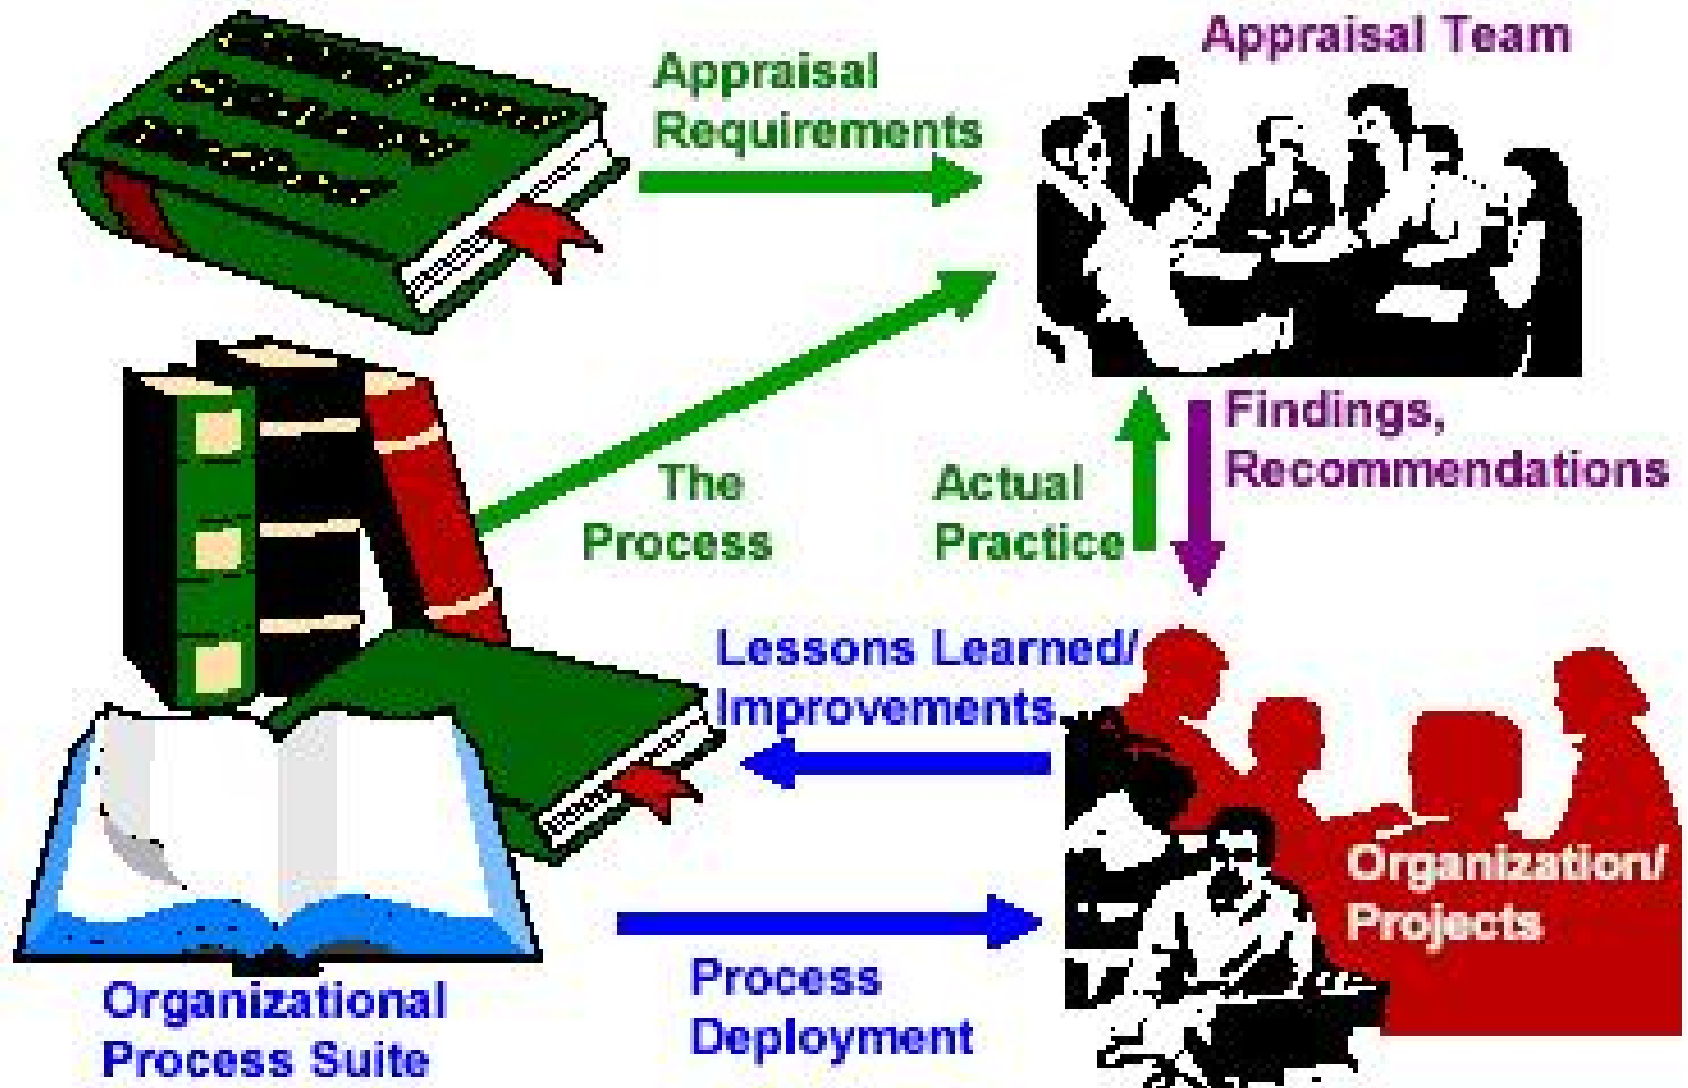 Appraisal Team
Appraisal
Requirements
Findings,
Recommendations
The
Process
Actual
Practice
Lessons Learned/
Improvements
Organization/
Projects
Process
Deployment
Organizational
Process Suite